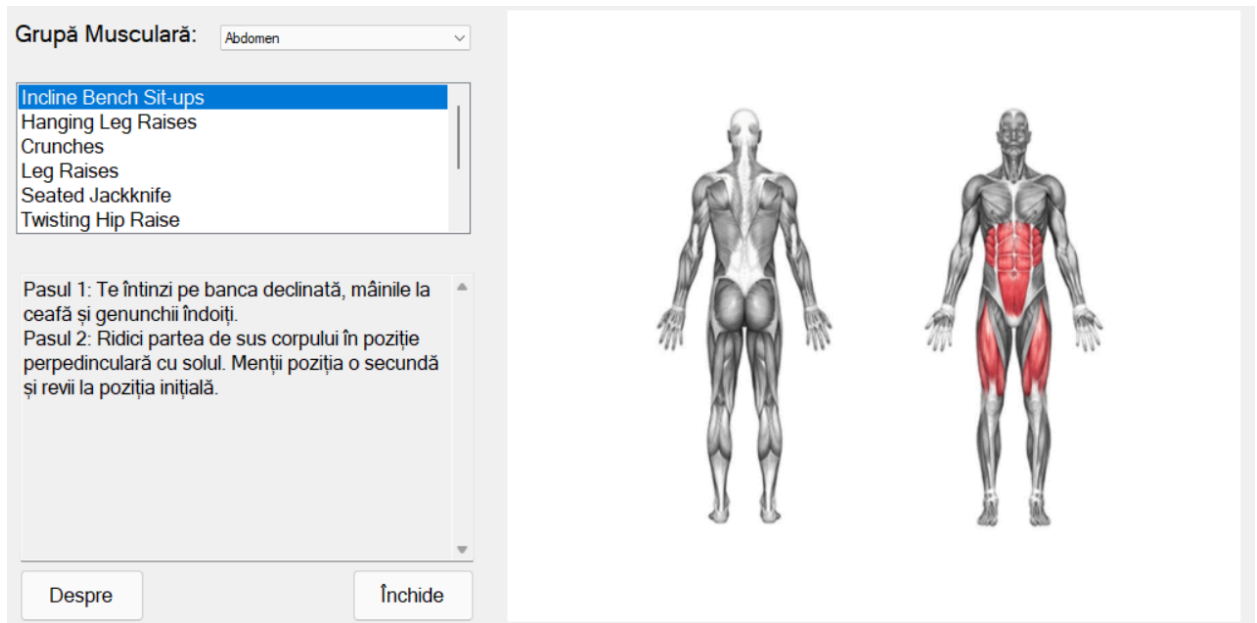 Grupă Musculară:
Abdomen
Incline Bench Sit-ups
Hanging Leg Raises
Crunches
Leg Raises
Seated Jackknife
Twisting Hip Raise
Pasul 1: Te întinzi pe banca declinată, mâinile la
ceafă și genunchii îndoiți.
Pasul 2: Ridici partea de sus corpului în poziție
perpedinculară cu solul. Menții poziția o secundă
și revii la poziția inițială.
Despre
Închide